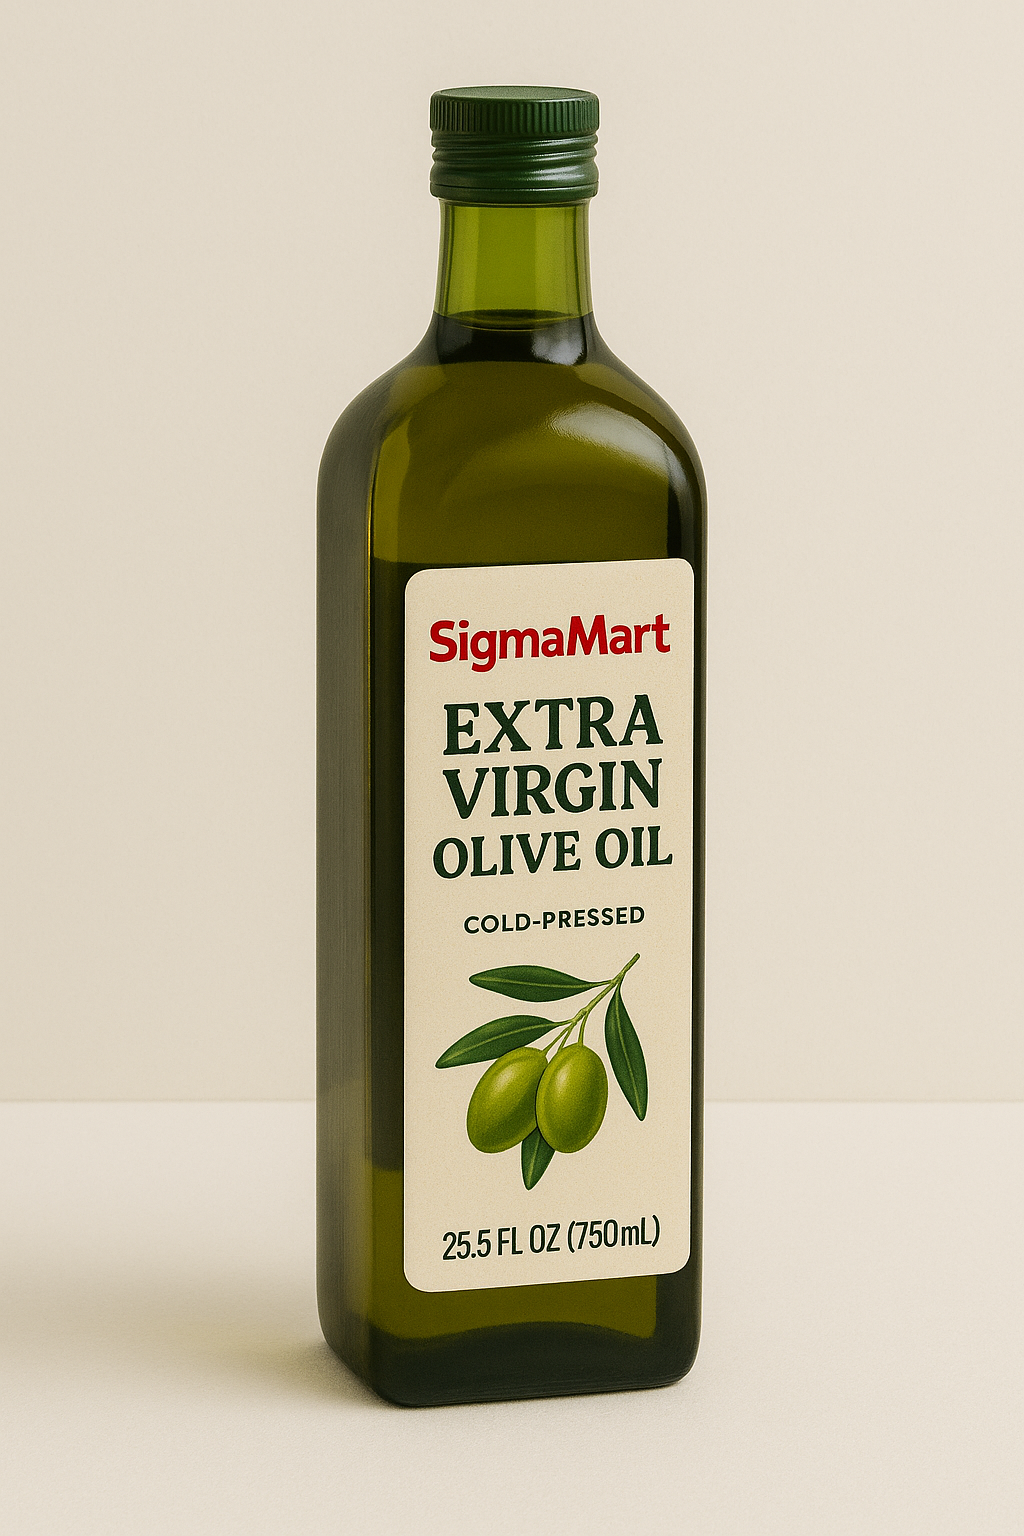 SigmaMart
EXTRA
VIRGIN
OLIVE OIL
COLD-PRESSED
25.5 FL OZ (750mL)